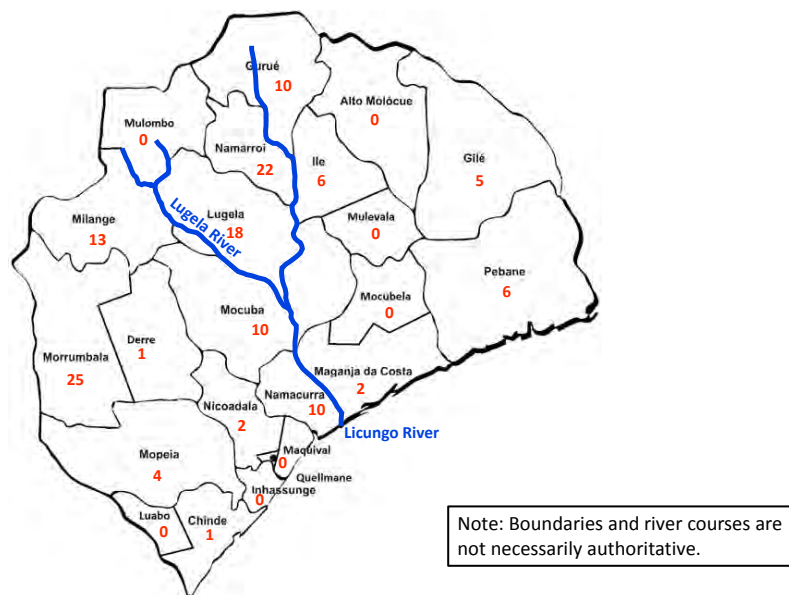 Gurué
10
Alto Molócue
0
Mulombo
0
Namarroi
22
Ile
6
Gilé
5
Milange
13
Lugela
18
Lugela River
Mulevala
0
Pebane
6
Mocuba
10
Mocubela
0
Derre
1
Morrumbala
25
Maganja da Costa
2
Namacurra
10
Nicoadala
2
Licungo River
Maquival
0
Mopeia
4
Quellmane
Inhassunge
0
Luabo
0
Chinde
1
Note: Boundaries and river courses are
not necessarily authoritative.